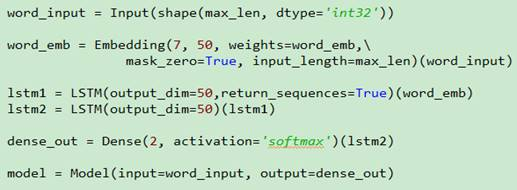 word_input = Input(shape(max_len, dtype='int32'))
word_emb = Embedding(7, 50, weights=word_emb,\
mask_zero=True, input_length=max_len)(word_input)
lstm1 = LSTM(output_dim=50,return_sequences=True)(word_emb)
lstm2 = LSTM(output_dim=50)(lstm1)
dense_out = Dense(2, activation='softmax')(lstm2)
model = Model(input=word_input, output=dense_out)